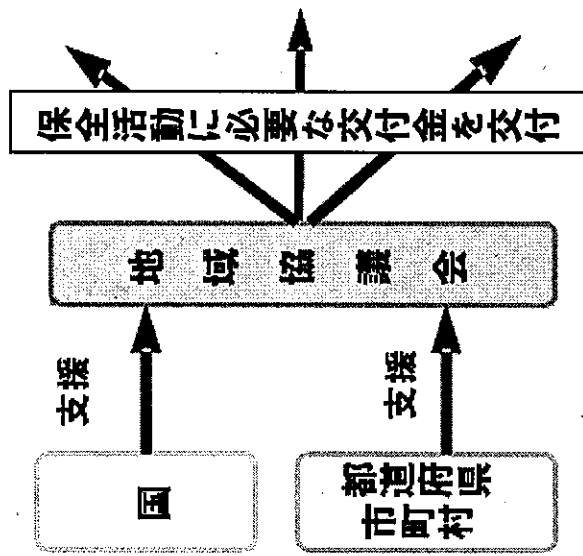 国
支援
都道府県
市町村
支援
地域協議会
保全活動に必要な交付金を交付